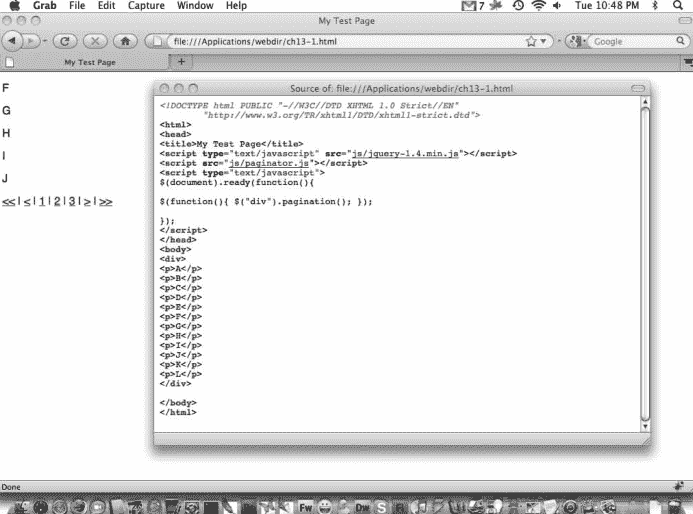 Grab File Edit Capture Window Help 7 Tue 10:48 PM
My Test Page
file:///Applications/webdir/ch13-1.html Google
My Test Page +
F
G
H
I
J
<<|<|1|2|3|>|>>
Source of: file:///Applications/webdir/ch13-1.html
<!DOCTYPE html PUBLIC "-//W3C//DTD XHTML 1.0 Strict//EN"
"http://www.w3.org/TR/xhtml1/DTD/xhtml1-strict.dtd">
<html>
<head>
<title>My Test Page</title>
<script type="text/javascript" src="js/jquery-1.4.min.js"></script>
<script src="js/paginator.js"></script>
<script type="text/javascript">
$(document).ready(function(){
$(function(){ $("div").pagination(); });
});
</script>
</head>
<body>
<div>
<p>A</p>
<p>B</p>
<p>C</p>
<p>D</p>
<p>E</p>
<p>F</p>
<p>G</p>
<p>H</p>
<p>I</p>
<p>J</p>
<p>K</p>
<p>L</p>
</div>
</body>
</html>
Done
Fw Dw S